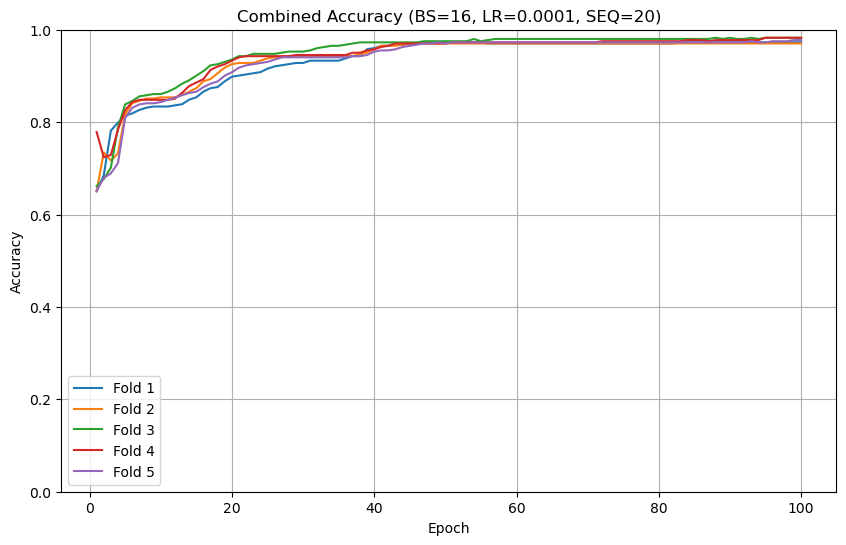 Combined Accuracy (BS=16, LR=0.0001, SEQ=20)
1.0
0.8
0.6
0.4
0.2
0.0
Accuracy
Fold 1
Fold 2
Fold 3
Fold 4
Fold 5
0 20 40 60 80 100
Epoch